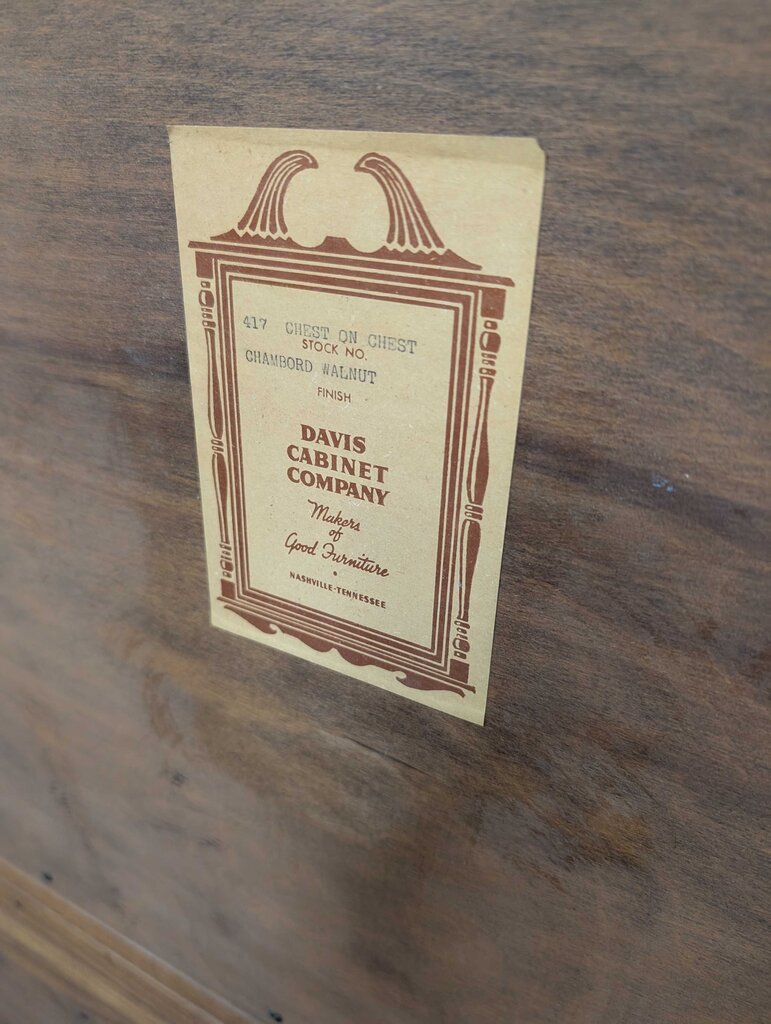 417 CHEST ON CHEST
STOCK NO.
CHAMBORD WALNUT
FINISH
DAVIS
CABINET
COMPANY
Makers
of
Good Furniture
NASHVILLE-TENNESSEE